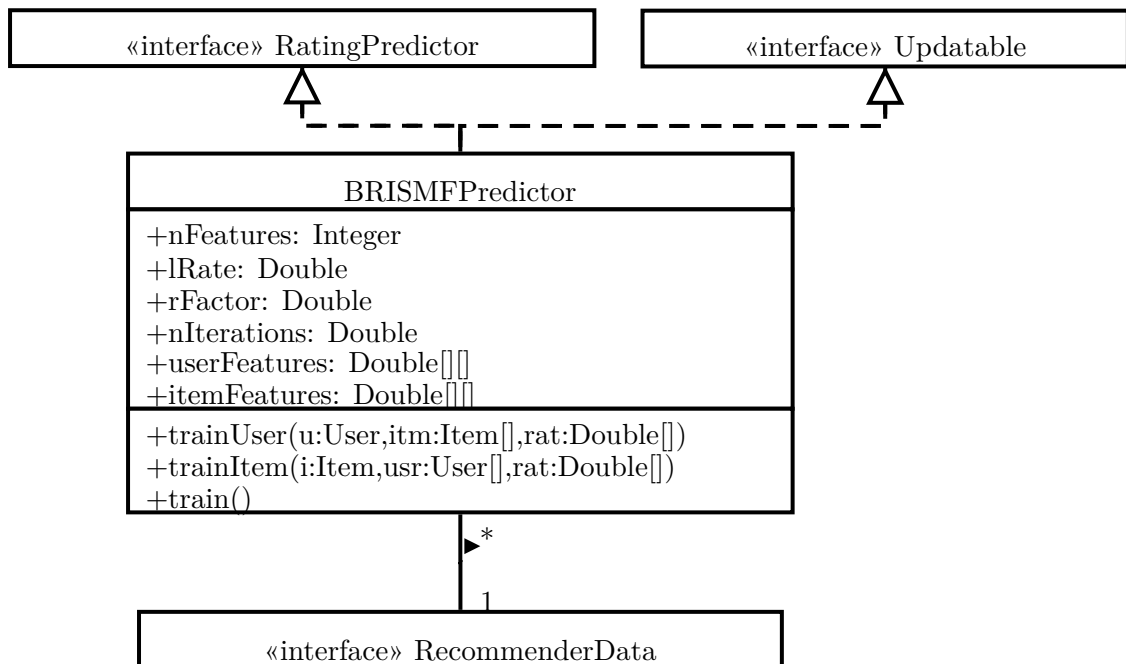 «interface» RatingPredictor
«interface» Updatable
BRISMFPredictor
+nFeatures: Integer
+lRate: Double
+rFactor: Double
+nIterations: Double
+userFeatures: Double[][]
+itemFeatures: Double[][]
+trainUser(u:User,itm:Item[],rat:Double[])
+trainItem(i:Item,usr:User[],rat:Double[])
+train()
*
1
«interface» RecommenderData